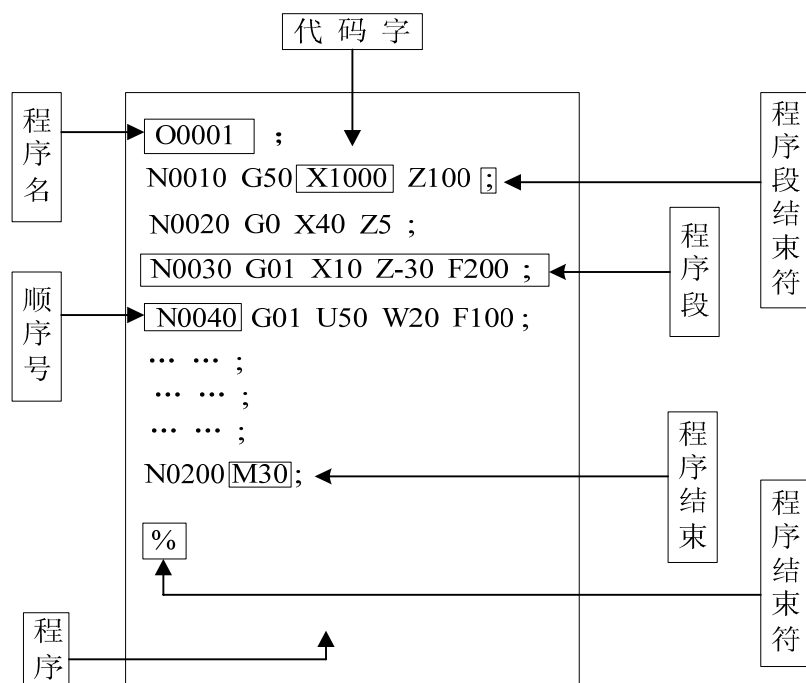 代码字
程序名
O0001 ;
N0010 G50 X1000 Z100 ;
程序段结束符
N0020 G0 X40 Z5 ;
N0030 G01 X10 Z-30 F200 ;
程序段
顺序号
N0040 G01 U50 W20 F100 ;
… … ;
… … ;
… … ;
N0200 M30 ;
程序结束
%
程序结束符
程序